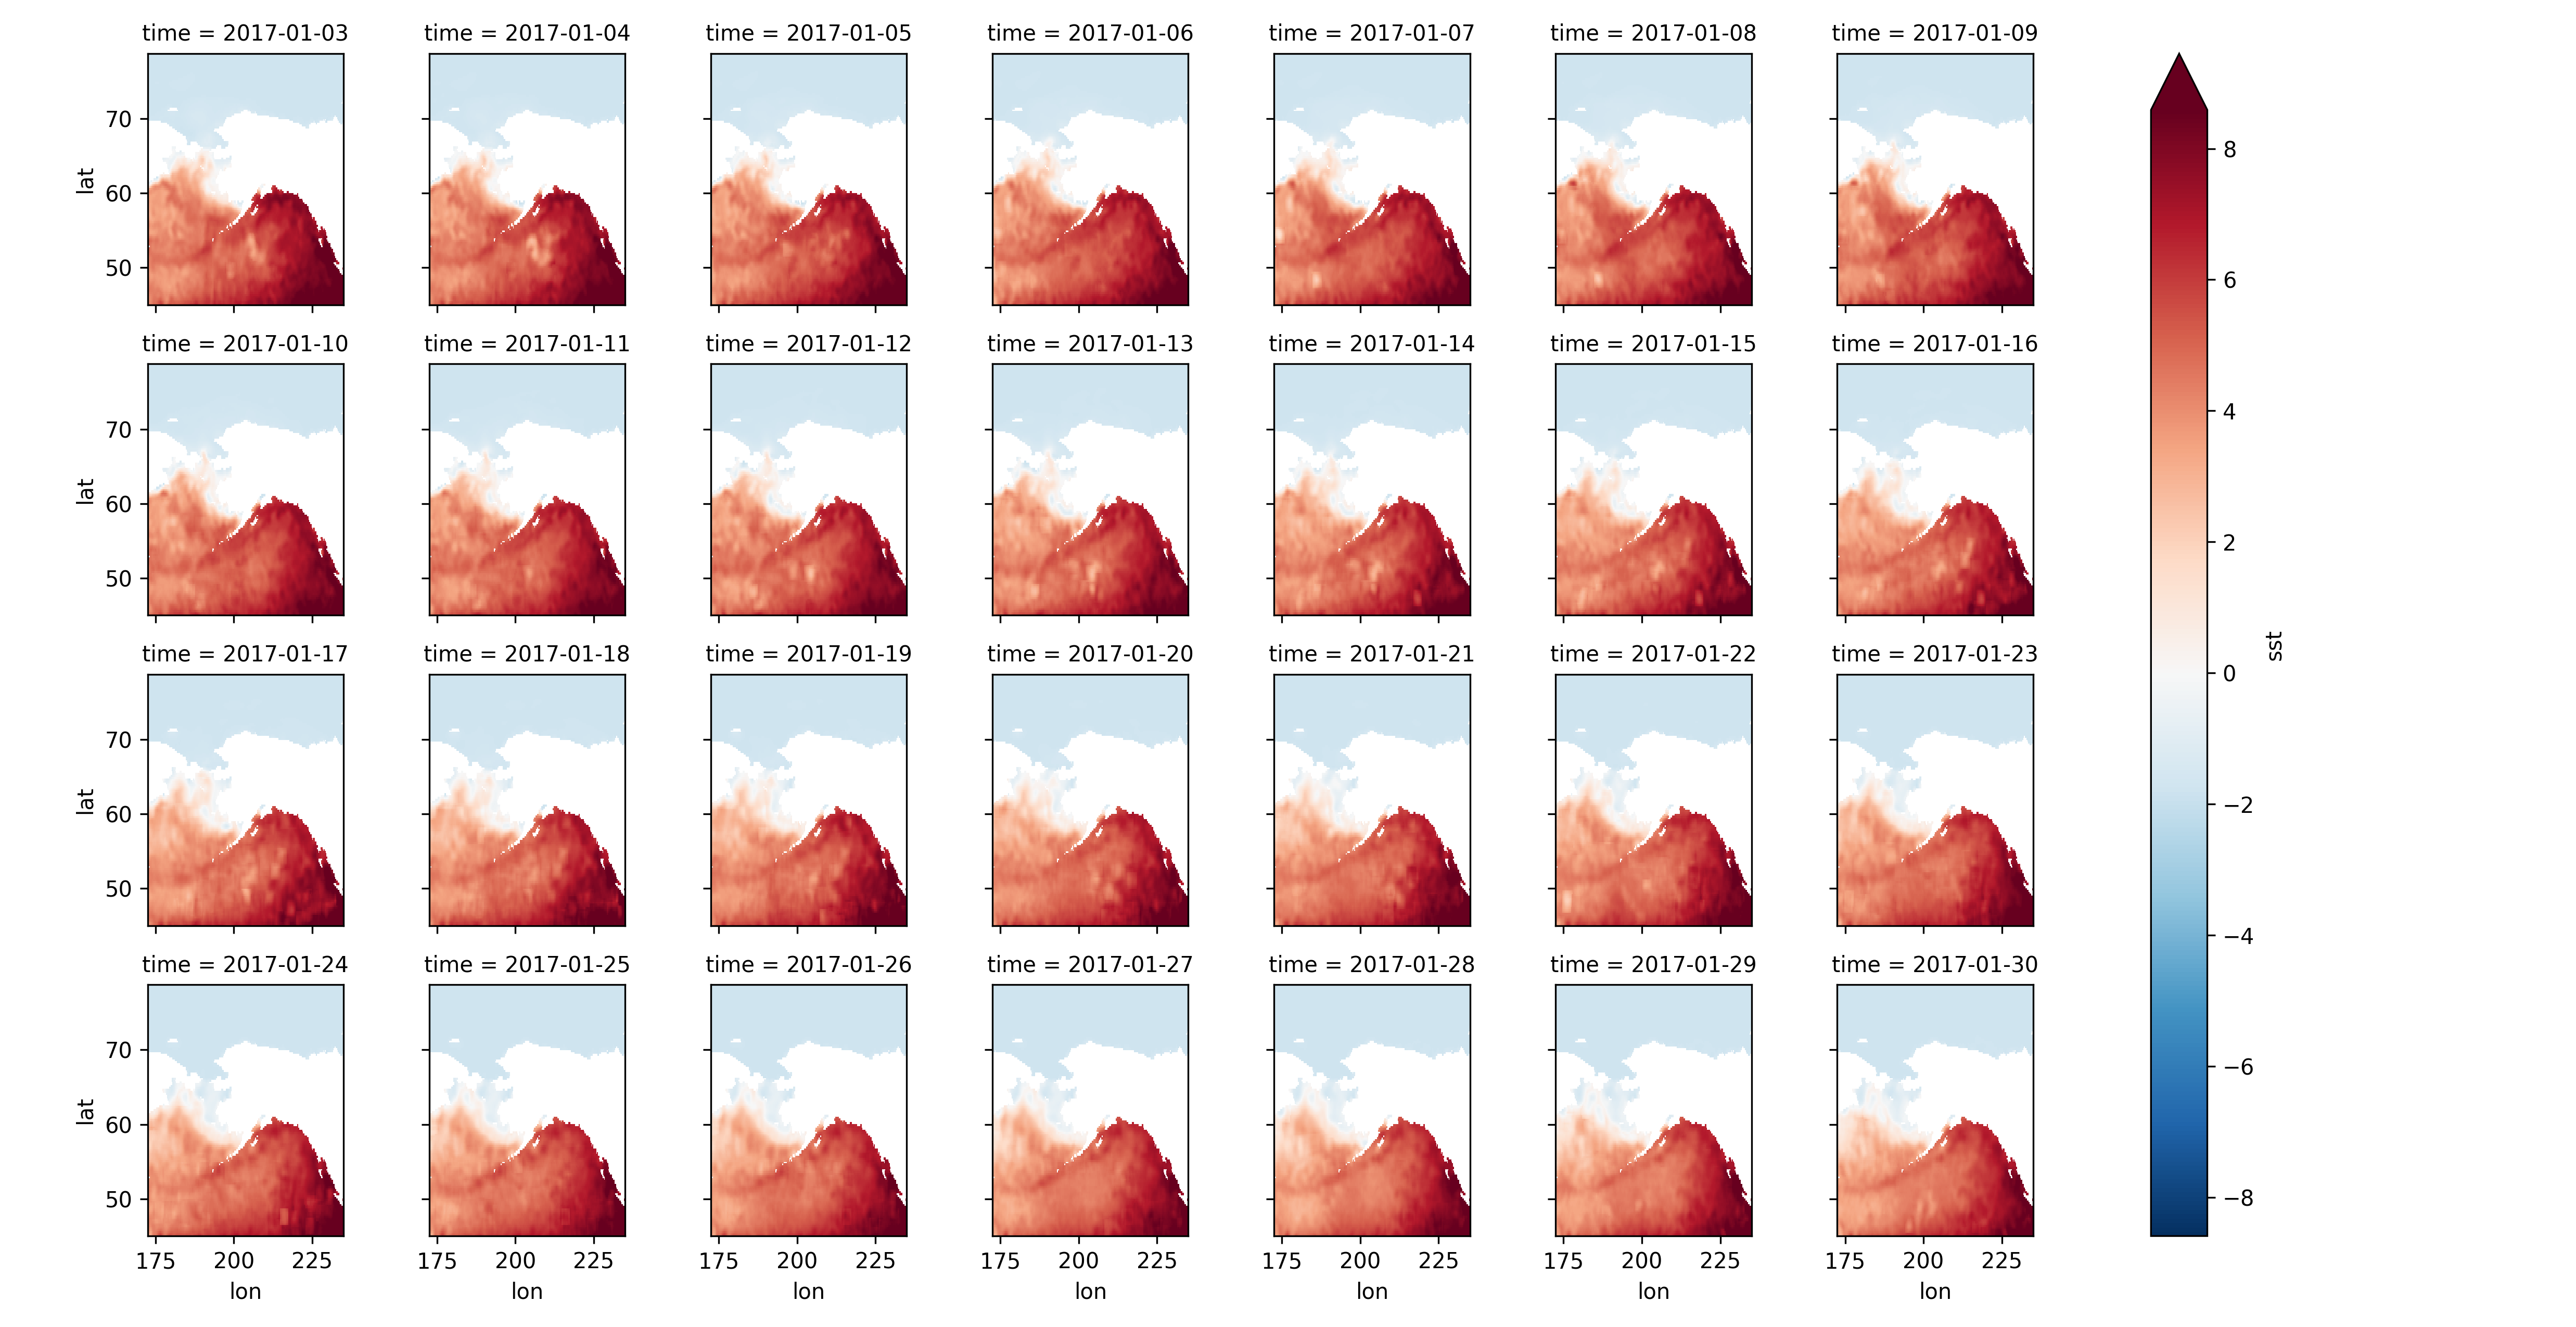 time = 2017-01-03 time = 2017-01-04 time = 2017-01-05 time = 2017-01-06 time = 2017-01-07 time = 2017-01-08 time = 2017-01-09
70
60
50
lat
time = 2017-01-10 time = 2017-01-11 time = 2017-01-12 time = 2017-01-13 time = 2017-01-14 time = 2017-01-15 time = 2017-01-16
70
60
50
lat
time = 2017-01-17 time = 2017-01-18 time = 2017-01-19 time = 2017-01-20 time = 2017-01-21 time = 2017-01-22 time = 2017-01-23
70
60
50
lat
time = 2017-01-24 time = 2017-01-25 time = 2017-01-26 time = 2017-01-27 time = 2017-01-28 time = 2017-01-29 time = 2017-01-30
70
60
50
lat
175 200 225 175 200 225 175 200 225 175 200 225 175 200 225 175 200 225 175 200 225
lon lon lon lon lon lon lon
8
6
4
2
0
−2
−4
−6
−8
sst